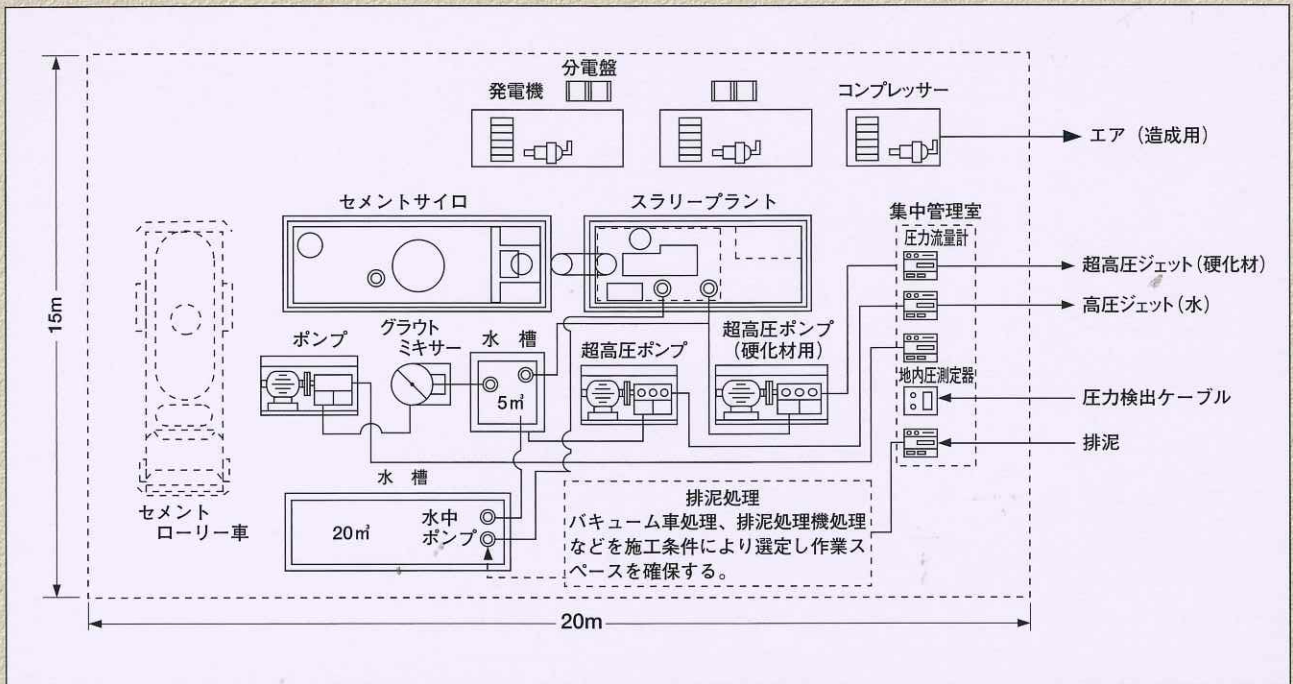 分電盤
発電機
コンプレッサー
エア（造成用）
セメントサイロ
スラリープラント
集中管理室
圧力流量計
超高圧ジェット（硬化材）
高圧ジェット（水）
15m
ポンプ
グラウト
ミキサー
水　槽
5㎥
超高圧ポンプ
超高圧ポンプ
（硬化材用）
地内圧測定器
圧力検出ケーブル
排泥
水　槽
20㎥
水中
ポンプ
セメント
ローリー車
排泥処理
バキューム車処理、排泥処理機処理
などを施工条件により選定し作業ス
ペースを確保する。
20m